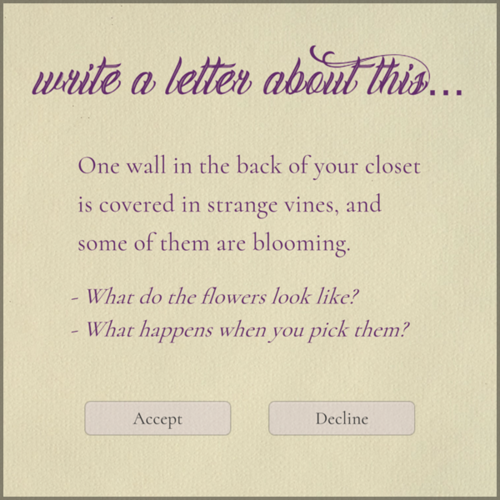 write a letter about this...
One wall in the back of your closet
is covered in strange vines, and
some of them are blooming.
- What do the flowers look like?
- What happens when you pick them?
Accept
Decline